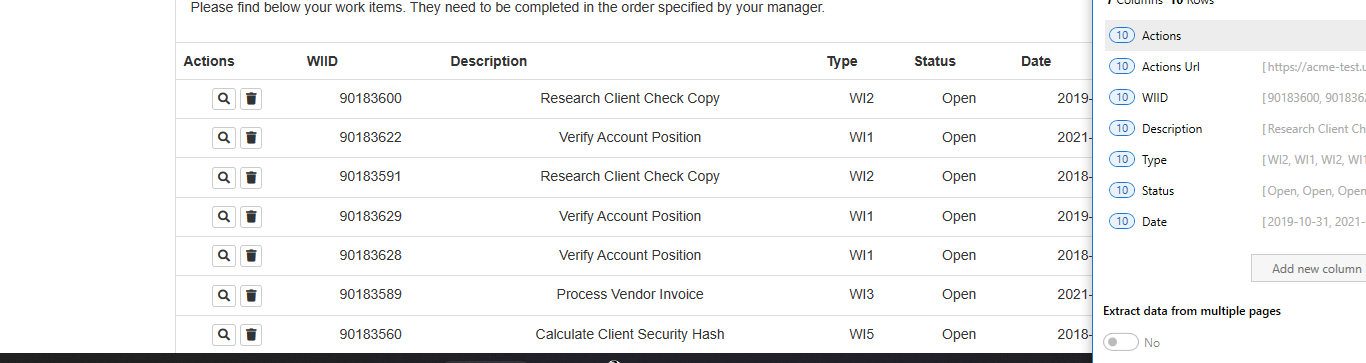 Please find below your work items. They need to be completed in the order specified by your manager.
7 Columns 10 Rows
Actions WIID Description Type Status Date
90183600 Research Client Check Copy WI2 Open 2019-
90183622 Verify Account Position WI1 Open 2021-
90183591 Research Client Check Copy WI2 Open 2018-
90183629 Verify Account Position WI1 Open 2019-
90183628 Verify Account Position WI1 Open 2018-
90183589 Process Vendor Invoice WI3 Open 2021-
90183560 Calculate Client Security Hash WI5 Open 2018-
10 Actions
10 Actions Url [https://acme-test.u
10 WIID [90183600, 9018362
10 Description [Research Client Ch
10 Type [WI2, WI1, WI2, WI1
10 Status [Open, Open, Open
10 Date [2019-10-31, 2021-
Add new column
Extract data from multiple pages
No